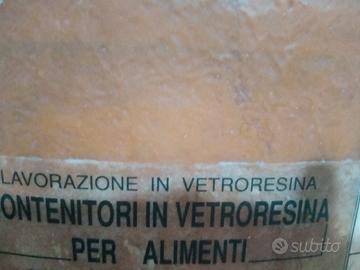 LAVORAZIONE IN VETRORESINA
ONTENITORI IN VETRORESINA
PER ALIMENTI
subito